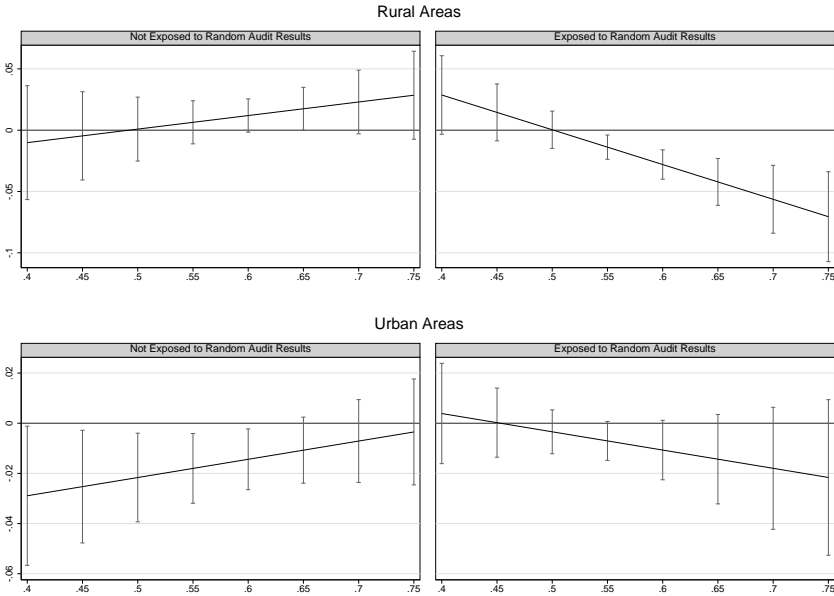 Rural Areas
Not Exposed to Random Audit Results Exposed to Random Audit Results
.05
0
-.05
-.1
.4 .45 .5 .55 .6 .65 .7 .75 .4 .45 .5 .55 .6 .65 .7 .75
Urban Areas
Not Exposed to Random Audit Results Exposed to Random Audit Results
.02
0
-.02
-.04
-.06
.4 .45 .5 .55 .6 .65 .7 .75 .4 .45 .5 .55 .6 .65 .7 .75